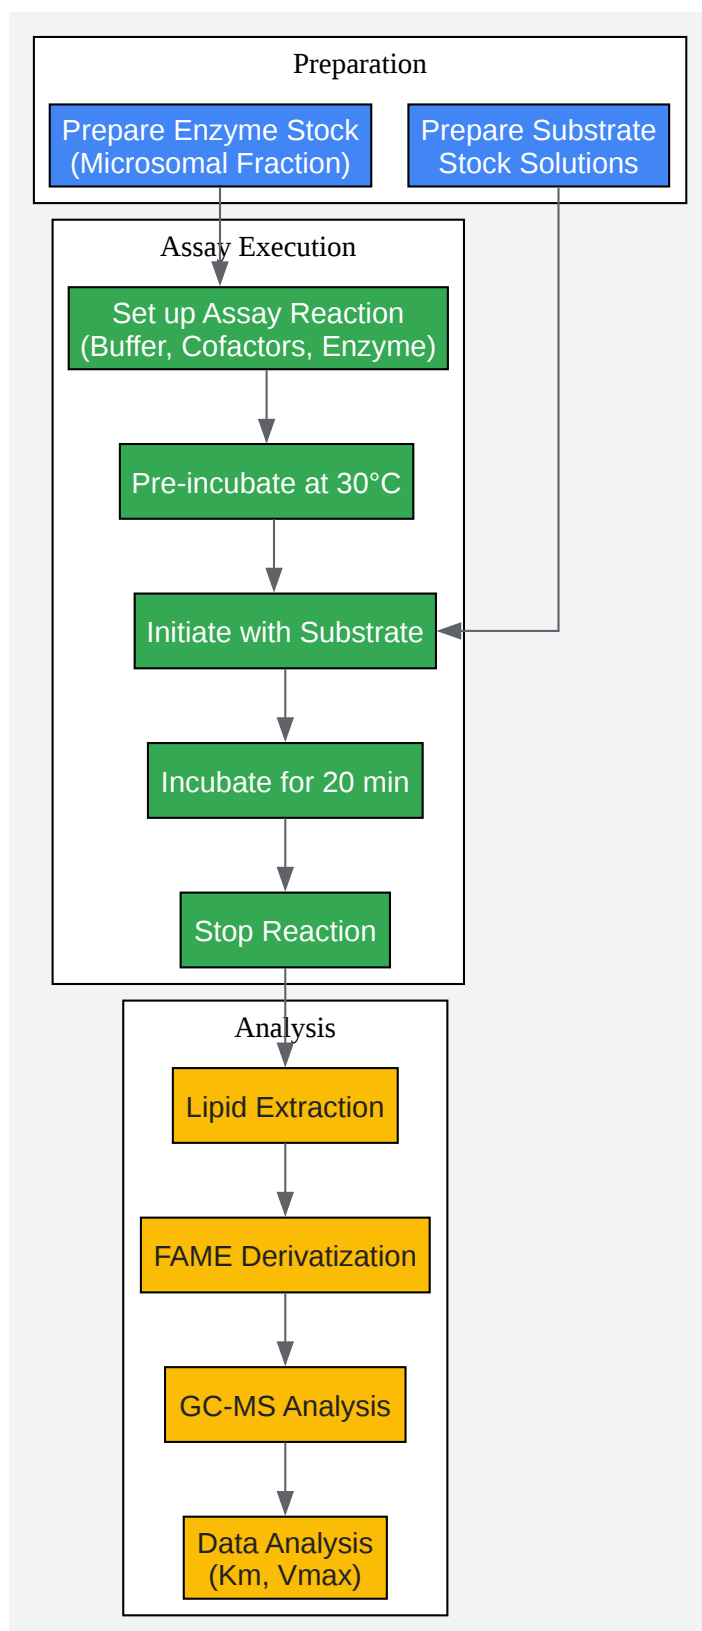 Preparation
Prepare Enzyme Stock
(Microsomal Fraction)
Prepare Substrate
Stock Solutions
Assay Execution
Set up Assay Reaction
(Buffer, Cofactors, Enzyme)
Pre-incubate at 30°C
Initiate with Substrate
Incubate for 20 min
Stop Reaction
Analysis
Lipid Extraction
FAME Derivatization
GC-MS Analysis
Data Analysis
(Km, Vmax)